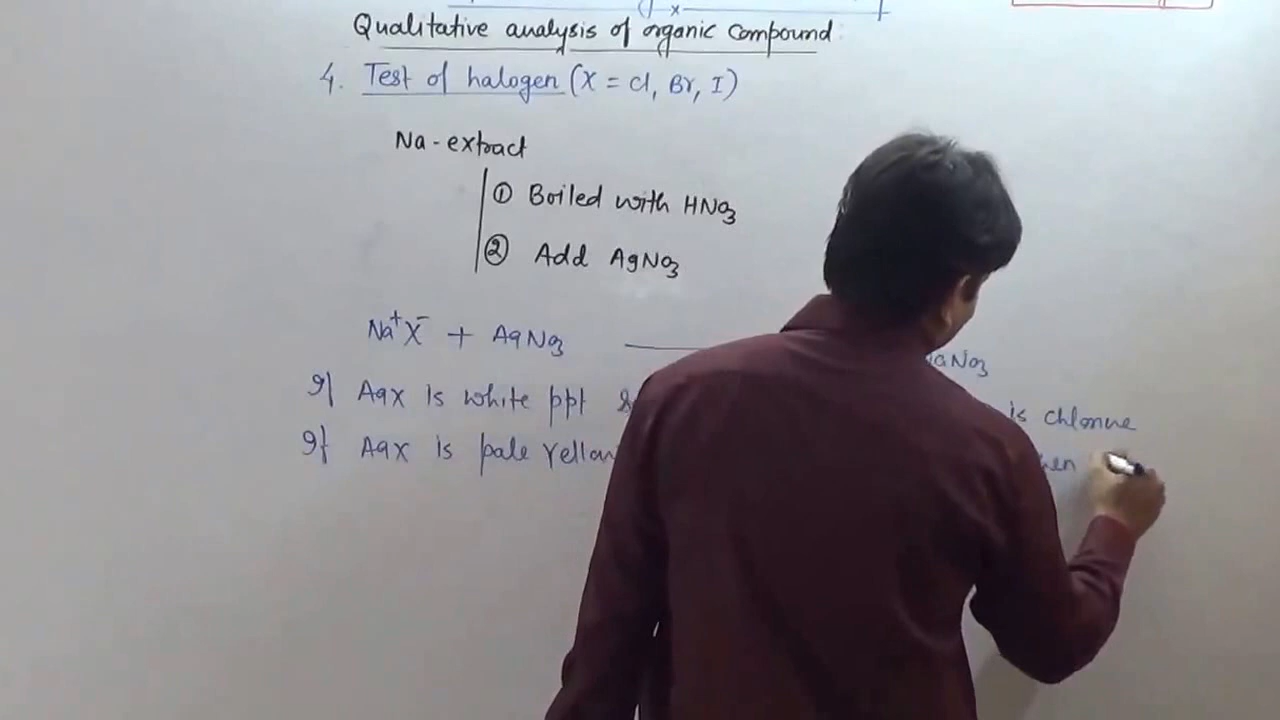 Qualitative analysis of organic compound
4. Test of halogen (X = Cl, Br, I)
Na-extract
① Boiled with HNO3
② Add AgNO3
Na+ X- + AgNO3 NaNO3
If AgX is white ppt is chlorine
If AgX is pale yellow